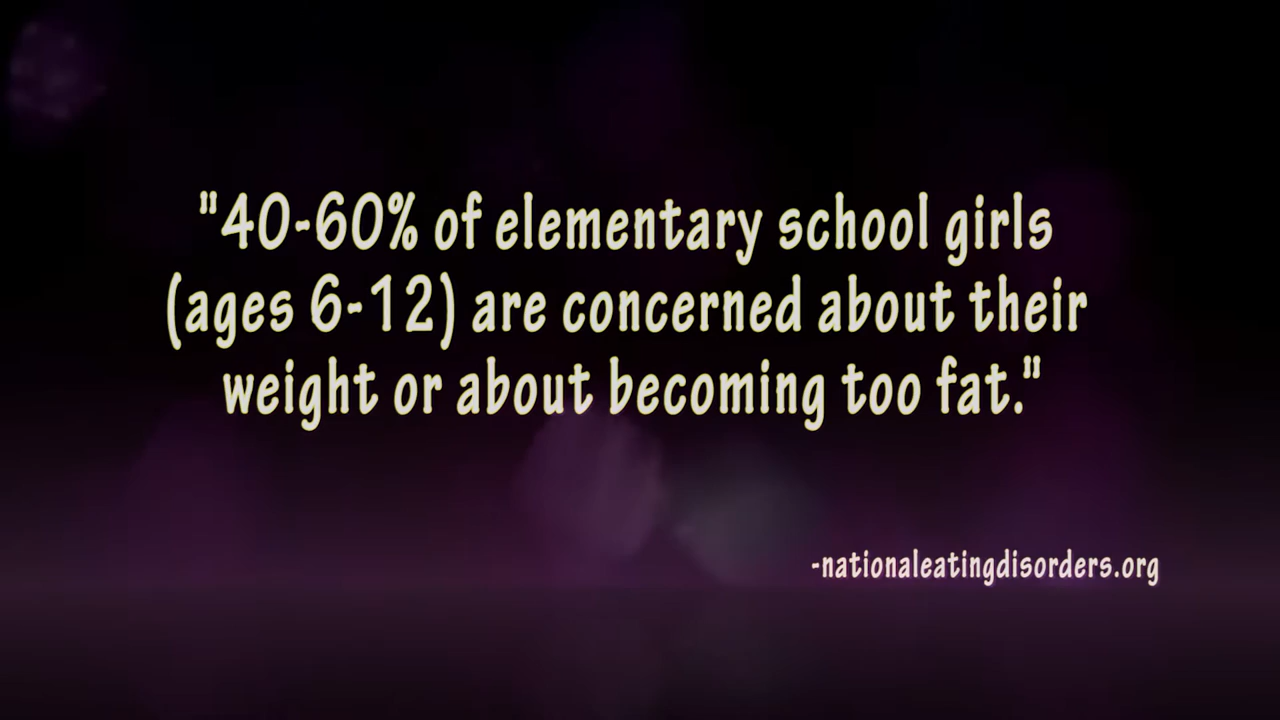 "40-60% of elementary school girls
(ages 6-12) are concerned about their
weight or about becoming too fat."
-nationaleatingdisorders.org